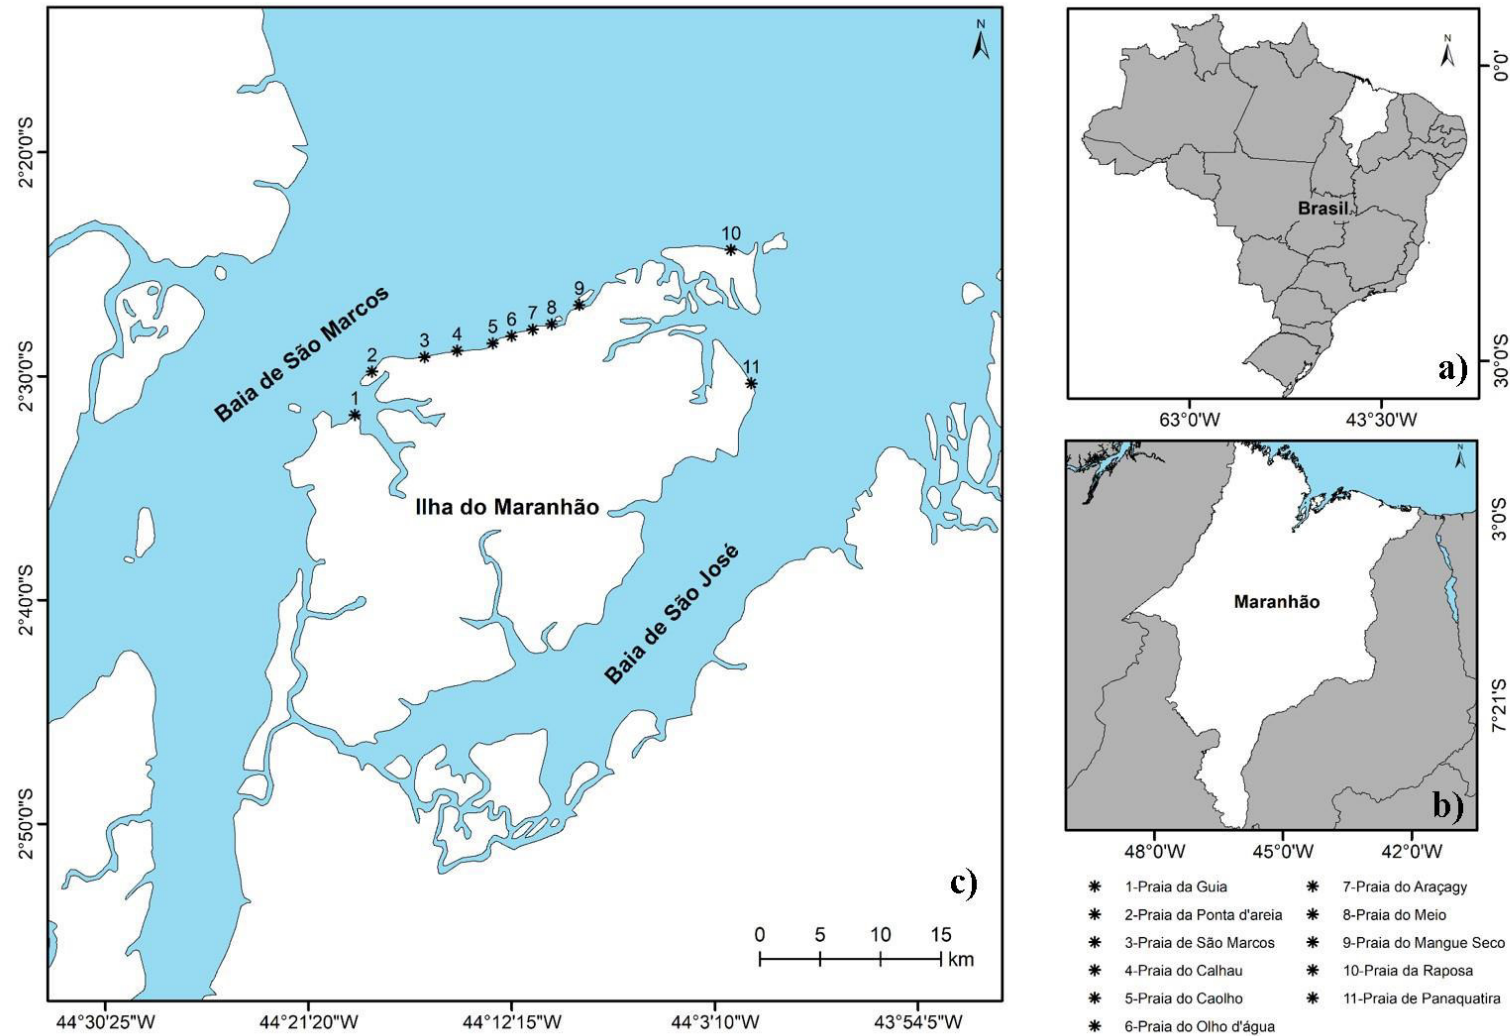 N
2°20'0"S
2°30'0"S
2°40'0"S
2°50'0"S
10
9
8
7
6
5
4
3
2
1
11
Baia de São Marcos
Ilha do Maranhão
Baia de São José
c)
0 5 10 15
km
44°30'25"W 44°21'20"W 44°12'15"W 44°3'10"W 43°54'5"W
N
0°0'
Brasil
a)
30°0'S
63°0'W 43°30'W
N
3°0'S
Maranhão
7°21'S
b)
48°0'W 45°0'W 42°0'W
1-Praia da Guia
2-Praia da Ponta d'areia
3-Praia de São Marcos
4-Praia do Calhau
5-Praia do Caolho
6-Praia do Olho d'água
7-Praia do Araçagy
8-Praia do Meio
9-Praia do Mangue Seco
10-Praia da Raposa
11-Praia de Panaquatira